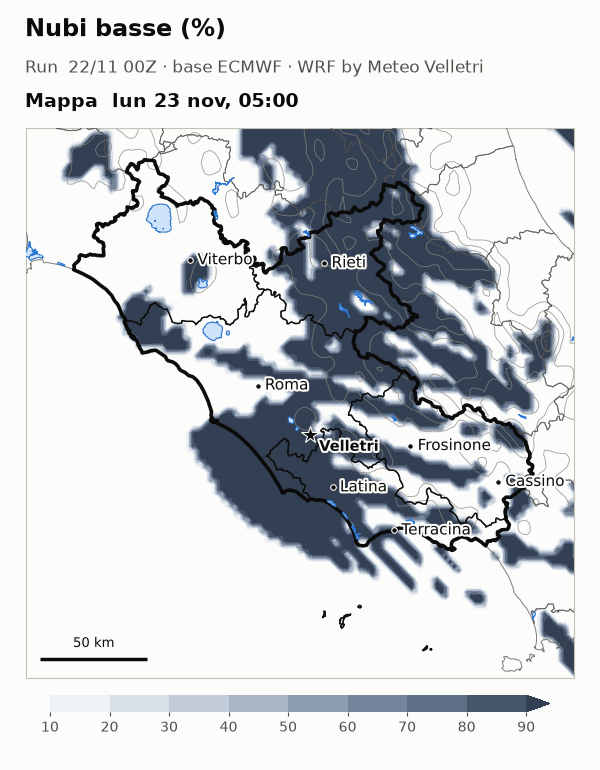 Nubi basse (%)
Run  22/11 00Z · base ECMWF · WRF by Meteo Velletri
Mappa  lun 23 nov, 05:00
Viterbo
Rieti
Roma
Velletri
Frosinone
Latina
Cassino
Terracina
50 km
10 20 30 40 50 60 70 80 90